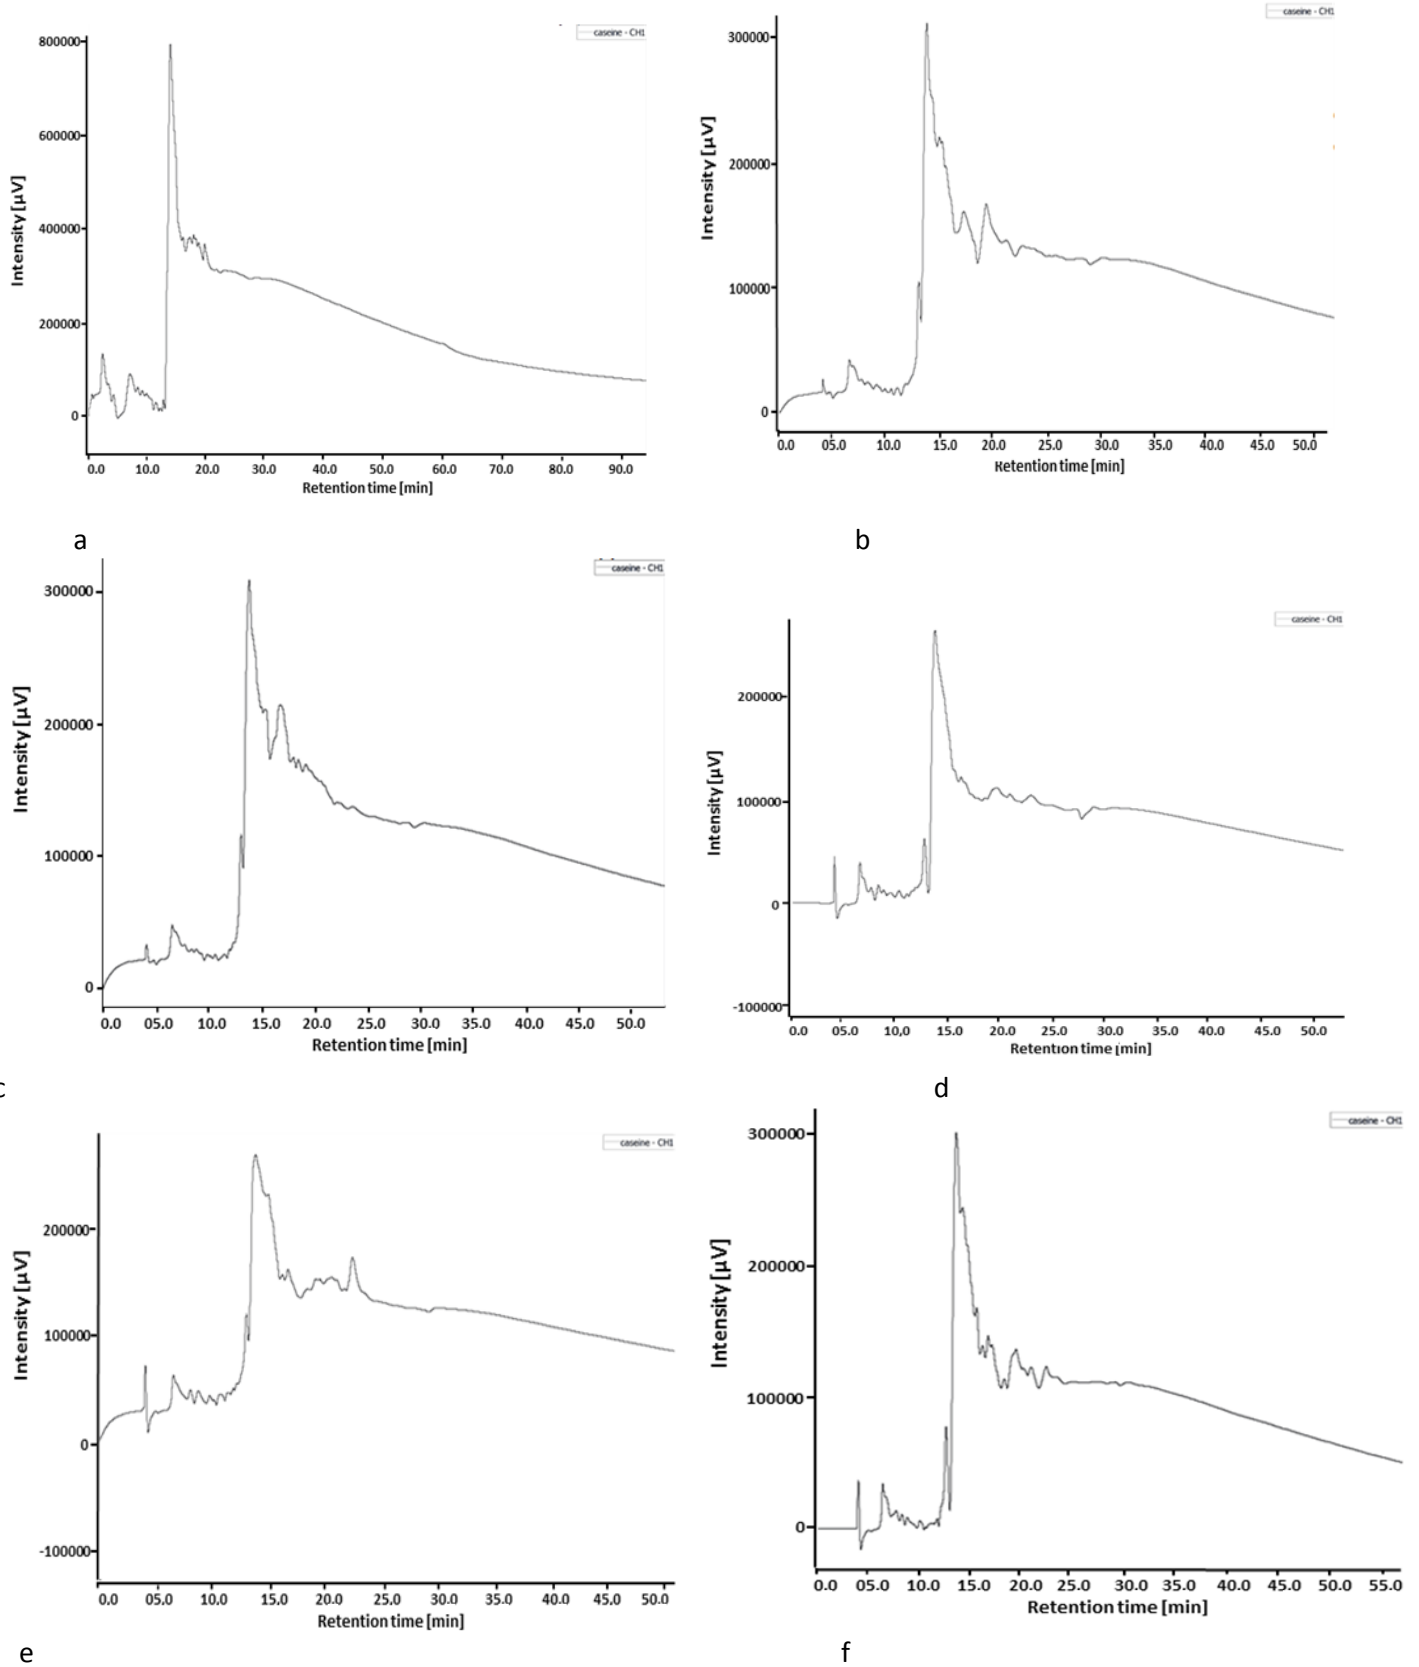 caseine - CH1
800000
600000
400000
200000
0
Intensity [µV]
0.0 10.0 20.0 30.0 40.0 50.0 60.0 70.0 80.0 90.0
Retention time [min]
a
caseine - CH1
300000
200000
100000
0
Intensity [µV]
0.0 05.0 10.0 15.0 20.0 25.0 30.0 35.0 40.0 45.0 50.0
Retention time [min]
b
caseine - CH1
300000
200000
100000
0
Intensity [µV]
0.0 05.0 10.0 15.0 20.0 25.0 30.0 35.0 40.0 45.0 50.0
Retention time [min]
c
caseine - CH1
200000
100000
0
-100000
Intensity [µV]
0.0 05.0 10,0 15.0 20.0 25.0 30.0 35.0 40.0 45.0 50.0
Retention time [min]
d
caseine - CH1
200000
100000
0
-100000
Intensity [µV]
0.0 05.0 10.0 15.0 20.0 25.0 30.0 35.0 40.0 45.0 50.0
Retention time [min]
e
caseine - CH1
300000
200000
100000
0
Intensity [µV]
0.0 05.0 10.0 15.0 20.0 25.0 30.0 35.0 40.0 45.0 50.0 55.0
Retention time [min]
f